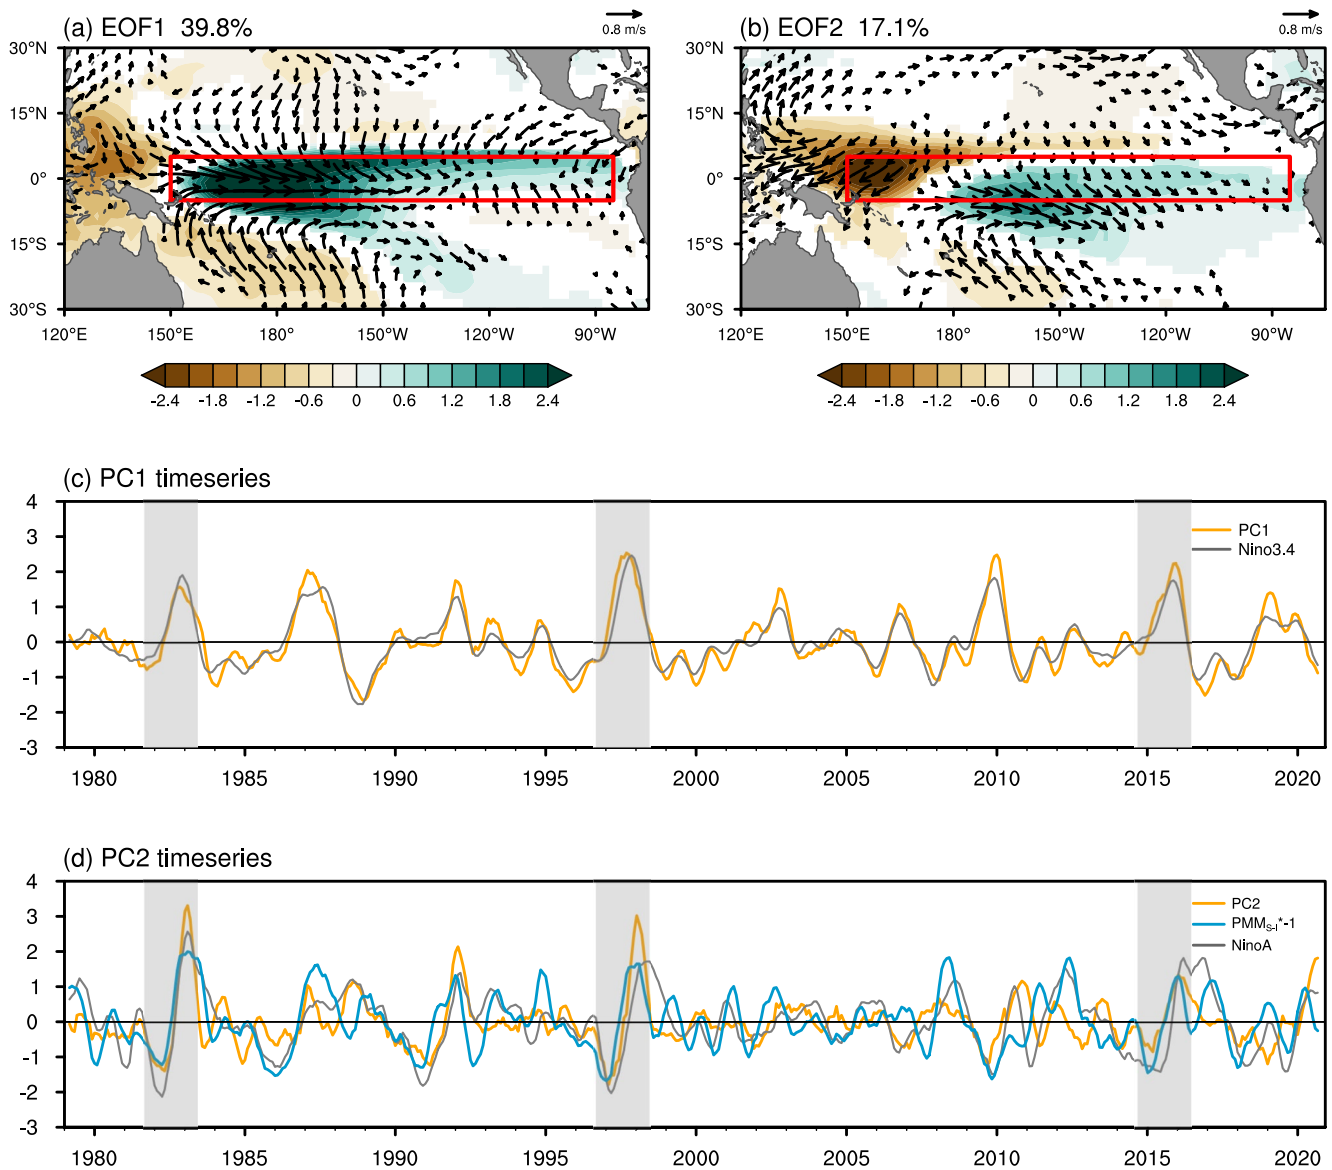 (a) EOF1 39.8%
0.8 m/s
(b) EOF2 17.1%
0.8 m/s
30°N
15°N
0°
15°S
30°S
120°E 150°E 180° 150°W 120°W 90°W
30°N
15°N
0°
15°S
30°S
120°E 150°E 180° 150°W 120°W 90°W
-2.4 -1.8 -1.2 -0.6 0 0.6 1.2 1.8 2.4
-2.4 -1.8 -1.2 -0.6 0 0.6 1.2 1.8 2.4
(c) PC1 timeseries
4
3
2
1
0
-1
-2
-3
PC1
Nino3.4
1980 1985 1990 1995 2000 2005 2010 2015 2020
(d) PC2 timeseries
4
3
2
1
0
-1
-2
-3
PC2
PMM_S-I*-1
NinoA
1980 1985 1990 1995 2000 2005 2010 2015 2020